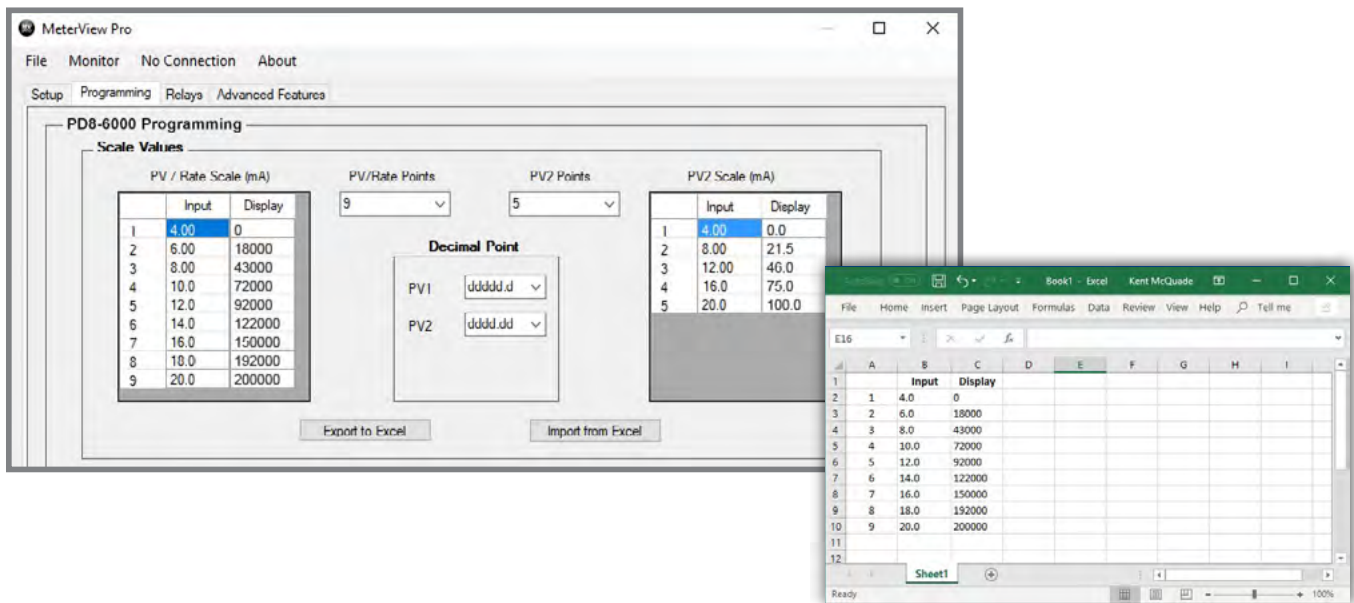 MeterView Pro
File Monitor No Connection About
Setup Programming Relays Advanced Features
PD8-6000 Programming
Scale Values
PV / Rate Scale (mA) PV/Rate Points PV2 Points PV2 Scale (mA)
9 5
Input Display
1 4.00 0
2 6.00 18000
3 8.00 43000
4 10.0 72000
5 12.0 92000
6 14.0 122000
7 16.0 150000
8 18.0 192000
9 20.0 200000
Decimal Point
PV1 ddddd.d
PV2 dddd.dd
Input Display
1 4.00 0.0
2 8.00 21.5
3 12.00 46.0
4 16.0 75.0
5 20.0 100.0
Export to Excel Import from Excel
Book1 - Excel Kent McQuade
File Home Insert Page Layout Formulas Data Review View Help Tell me
E16 fx
A B C D E F G H I
1 Input Display
2 1 4.0 0
3 2 6.0 18000
4 3 8.0 43000
5 4 10.0 72000
6 5 12.0 92000
7 6 14.0 122000
8 7 16.0 150000
9 8 18.0 192000
10 9 20.0 200000
11
12
Sheet1
Ready 100%